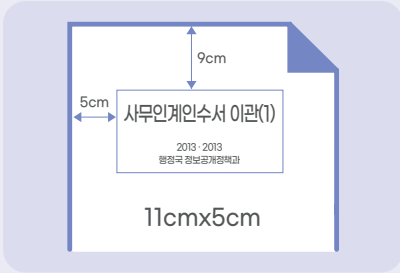 9cm
5cm
사무인계인수서 이관(1)
2013 · 2013
행정국 정보공개정책과
11cmx5cm